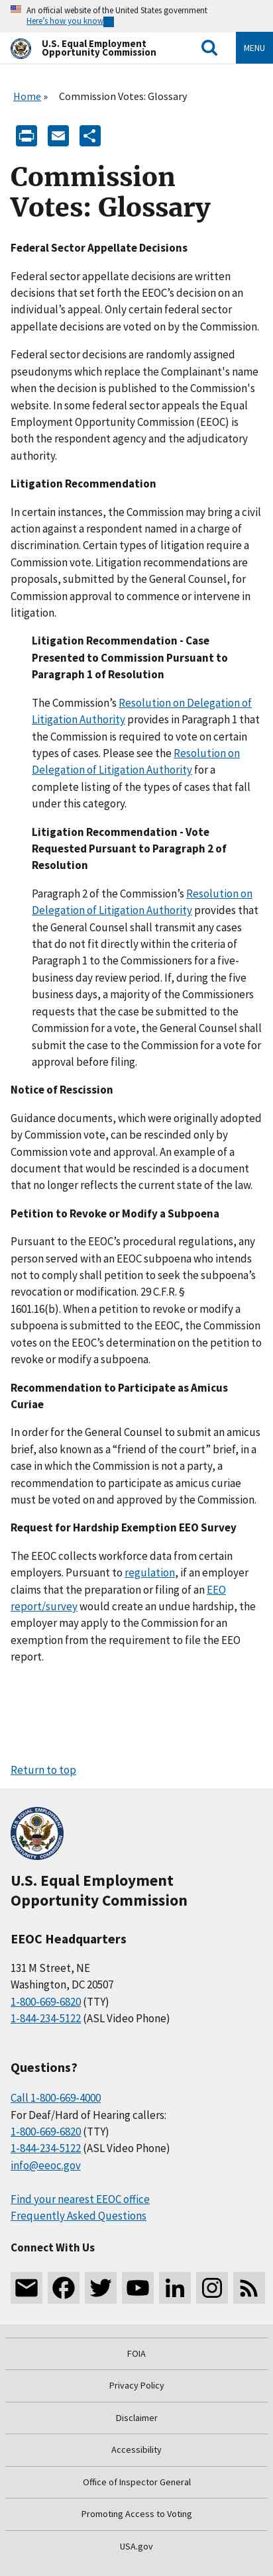 An official website of the United States government
Here's how you know
U.S. Equal Employment
Opportunity Commission
MENU
Home » Commission Votes: Glossary
Commission
Votes: Glossary
Federal Sector Appellate Decisions
Federal sector appellate decisions are written
decisions that set forth the EEOC's decision on an
individual's appeal. Only certain federal sector
appellate decisions are voted on by the Commission.
Federal sector decisions are randomly assigned
pseudonyms which replace the Complainant's name
when the decision is published to the Commission's
website. In some federal sector appeals the Equal
Employment Opportunity Commission (EEOC) is
both the respondent agency and the adjudicatory
authority.
Litigation Recommendation
In certain instances, the Commission may bring a civil
action against a respondent named in a charge of
discrimination. Certain types of litigation require a
Commission vote. Litigation recommendations are
proposals, submitted by the General Counsel, for
Commission approval to commence or intervene in
litigation.
Litigation Recommendation - Case
Presented to Commission Pursuant to
Paragraph 1 of Resolution
The Commission's Resolution on Delegation of
Litigation Authority provides in Paragraph 1 that
the Commission is required to vote on certain
types of cases. Please see the Resolution on
Delegation of Litigation Authority for a
complete listing of the types of cases that fall
under this category.
Litigation Recommendation - Vote
Requested Pursuant to Paragraph 2 of
Resolution
Paragraph 2 of the Commission's Resolution on
Delegation of Litigation Authority provides that
the General Counsel shall transmit any cases
that do not fit directly within the criteria of
Paragraph 1 to the Commissioners for a five-
business day review period. If, during the five
business days, a majority of the Commissioners
requests that the case be submitted to the
Commission for a vote, the General Counsel shall
submit the case to the Commission for a vote for
approval before filing.
Notice of Rescission
Guidance documents, which were originally adopted
by Commission vote, can be rescinded only by
Commission vote and approval. An example of a
document that would be rescinded is a document
that no longer reflects the current state of the law.
Petition to Revoke or Modify a Subpoena
Pursuant to the EEOC's procedural regulations, any
person served with an EEOC subpoena who intends
not to comply shall petition to seek the subpoena's
revocation or modification. 29 C.F.R. §
1601.16(b). When a petition to revoke or modify a
subpoena is submitted to the EEOC, the Commission
votes on the EEOC's determination on the petition to
revoke or modify a subpoena.
Recommendation to Participate as Amicus
Curiae
In order for the General Counsel to submit an amicus
brief, also known as a “friend of the court” brief, in a
case in which the Commission is not a party, a
recommendation to participate as amicus curiae
must be voted on and approved by the Commission.
Request for Hardship Exemption EEO Survey
The EEOC collects workforce data from certain
employers. Pursuant to regulation, if an employer
claims that the preparation or filing of an EEO
report/survey would create an undue hardship, the
employer may apply to the Commission for an
exemption from the requirement to file the EEO
report.
Return to top
U.S. Equal Employment
Opportunity Commission
EEOC Headquarters
131 M Street, NE
Washington, DC 20507
1-800-669-6820 (TTY)
1-844-234-5122 (ASL Video Phone)
Questions?
Call 1-800-669-4000
For Deaf/Hard of Hearing callers:
1-800-669-6820 (TTY)
1-844-234-5122 (ASL Video Phone)
info@eeoc.gov
Find your nearest EEOC office
Frequently Asked Questions
Connect With Us
FOIA
Privacy Policy
Disclaimer
Accessibility
Office of Inspector General
Promoting Access to Voting
USA.gov